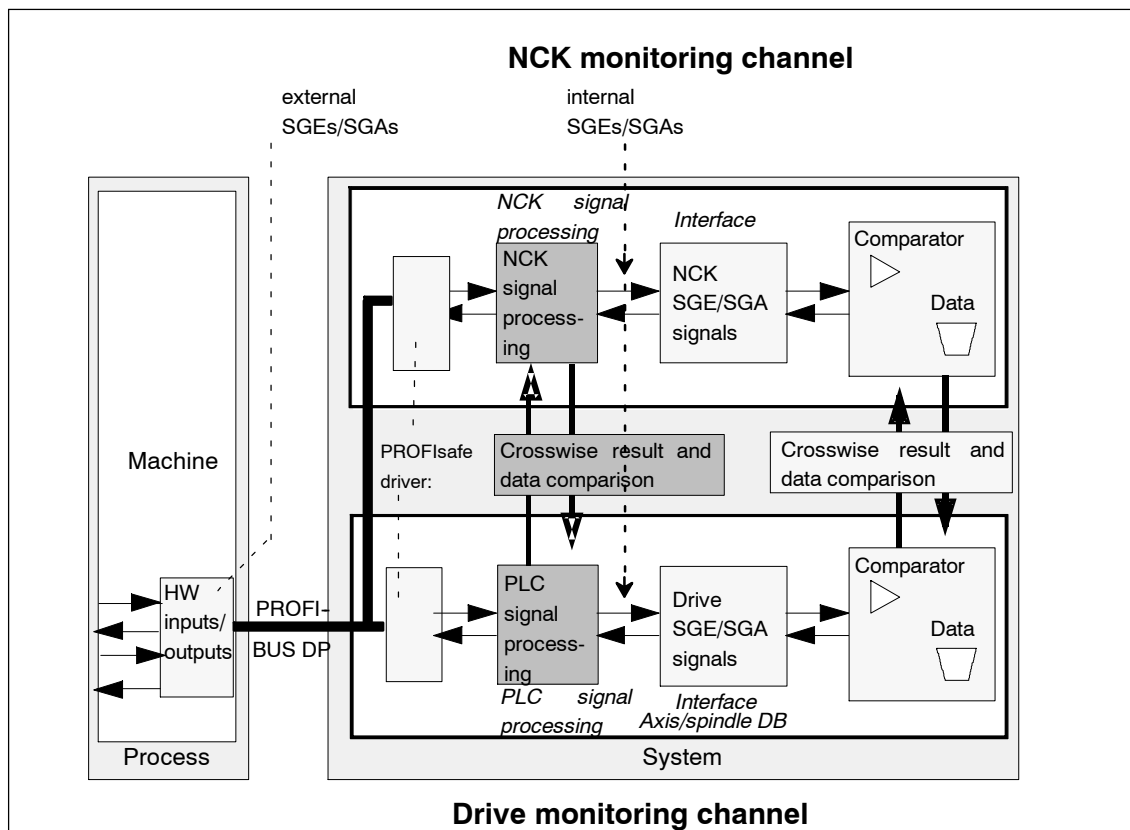 NCK monitoring channel
external
SGEs/SGAs
internal
SGEs/SGAs
NCK signal
processing
Interface
NCK
signal
process-
ing
NCK
SGE/SGA
signals
Comparator
Data
Machine
PROFIsafe
driver:
Crosswise result and
data comparison
Crosswise result and
data comparison
HW
inputs/
outputs
PROFI-
BUS DP
PLC
signal
process-
ing
Drive
SGE/SGA
signals
Comparator
Data
PLC signal
processing
Interface
Axis/spindle DB
Process
System
Drive monitoring channel